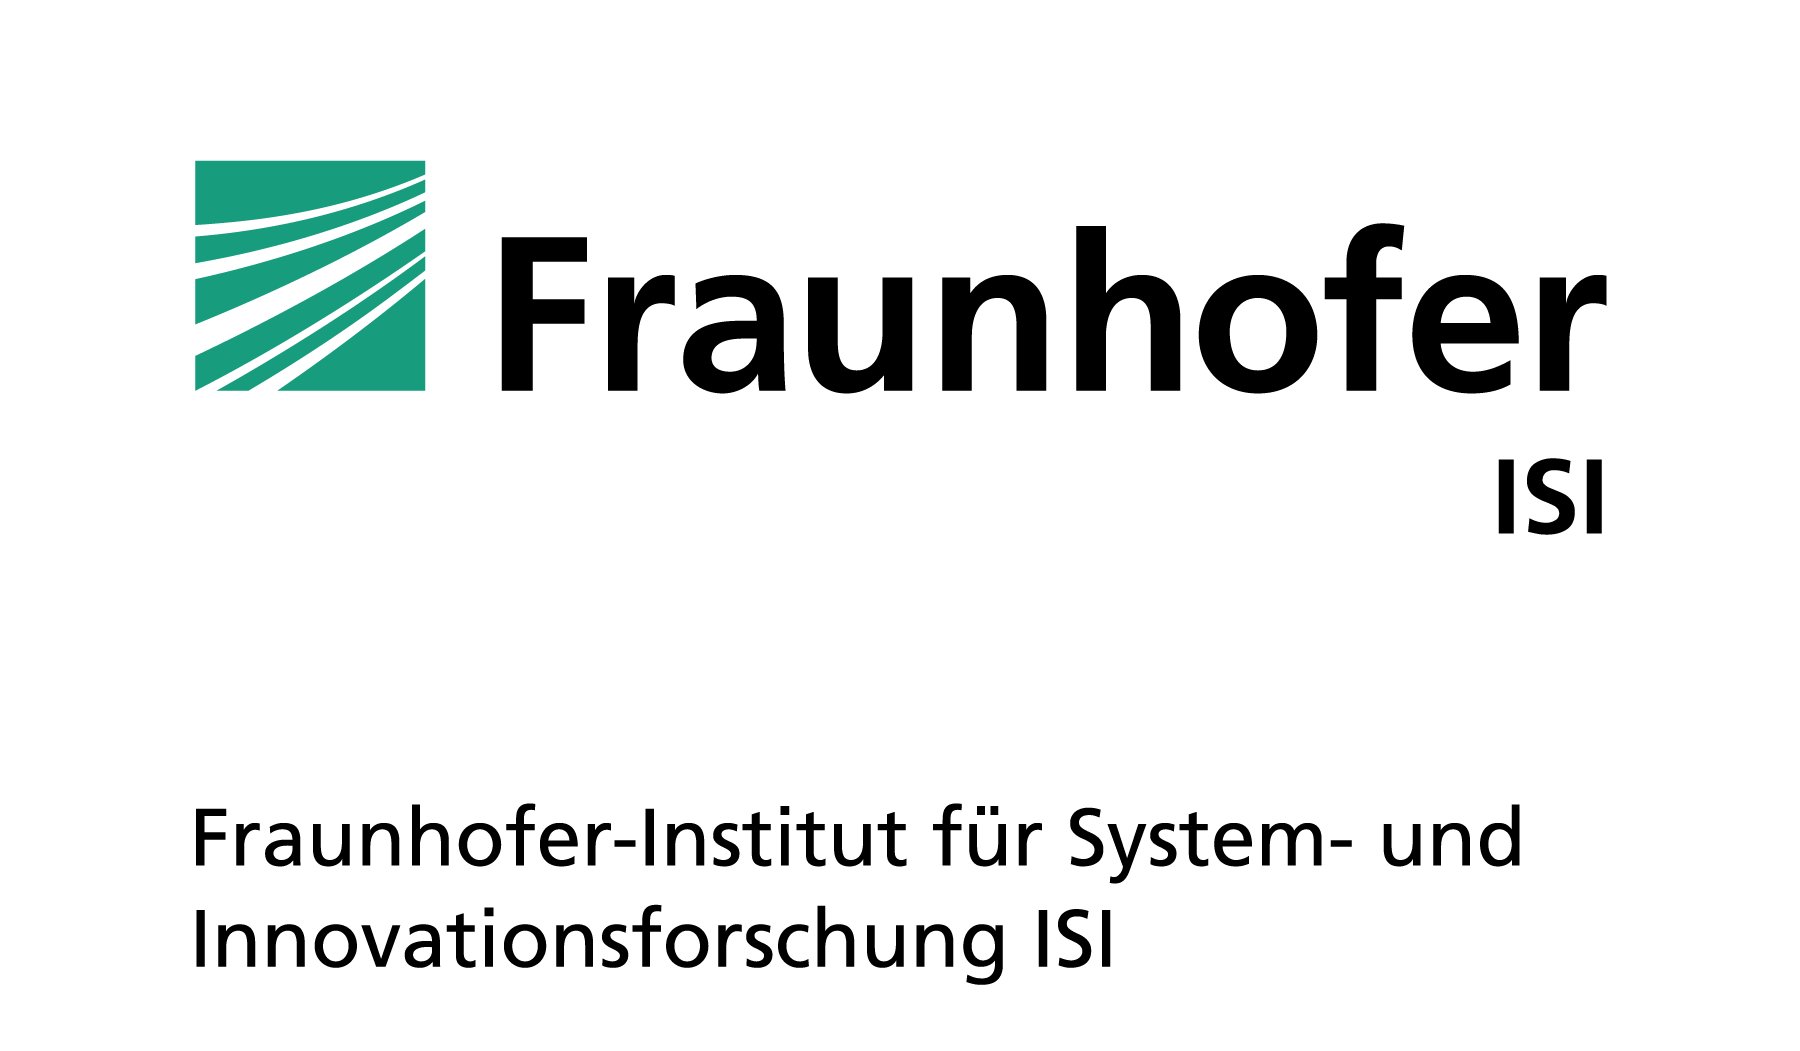 Fraunhofer
ISI
Fraunhofer-Institut für System- und
Innovationsforschung ISI